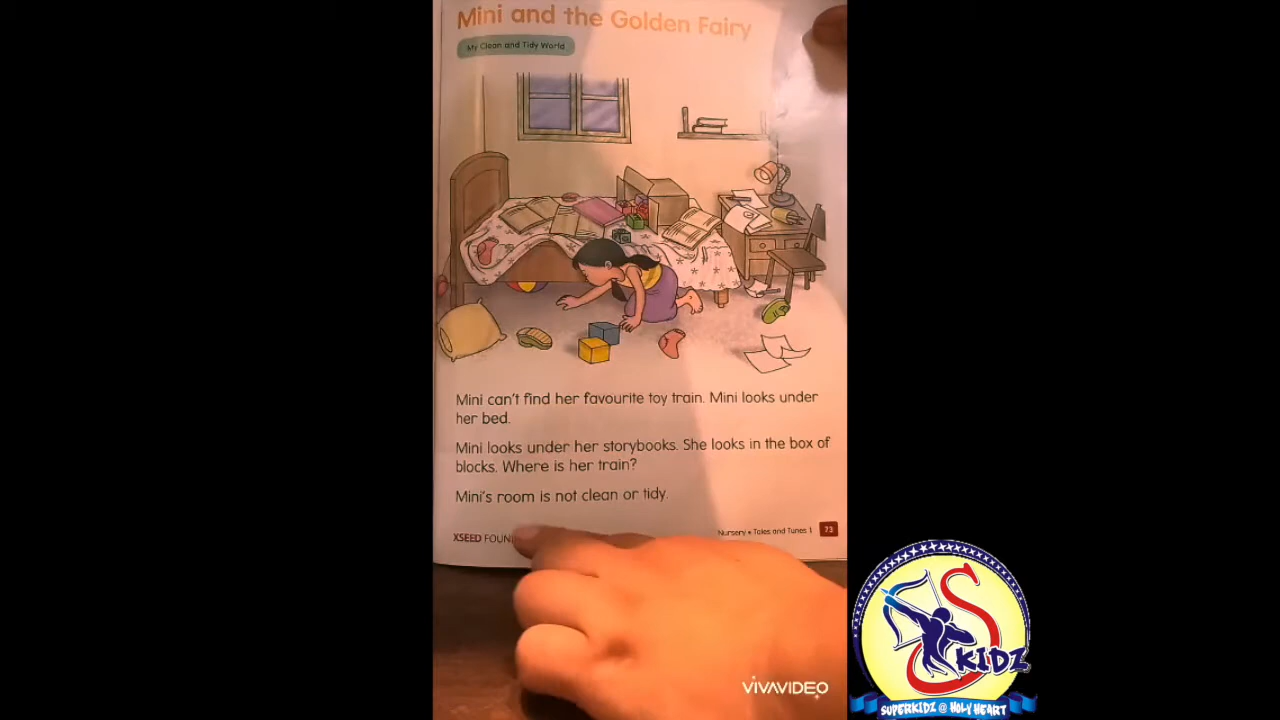 Mini and the Golden Fairy
My Clean and Tidy World
Mini can't find her favourite toy train. Mini looks under
her bed.
Mini looks under her storybooks. She looks in the box of
blocks. Where is her train?
Mini's room is not clean or tidy.
XSEED
Nursery • Tales and Tunes 1 73
S
KIDZ
SUPERKIDZ @ HOLY HEART
VIVAVIDEO